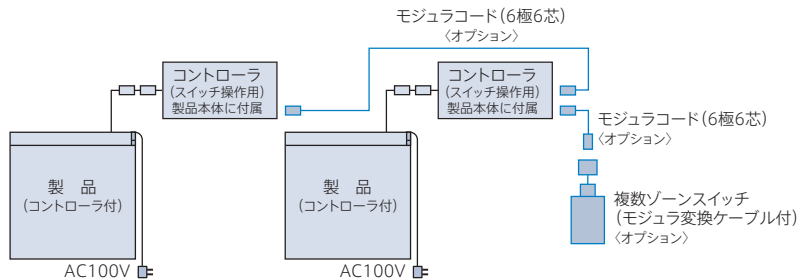 モジュラコード(6極6芯)
〈オプション〉
コントローラ
(スイッチ操作用)
製品本体に付属
コントローラ
(スイッチ操作用)
製品本体に付属
モジュラコード(6極6芯)
〈オプション〉
製 品
(コントローラ付)
製 品
(コントローラ付)
複数ゾーンスイッチ
(モジュラ変換ケーブル付)
〈オプション〉
AC100V
AC100V